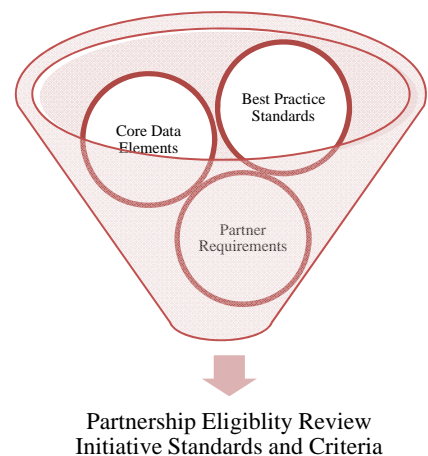 Best Practice
Standards
Core Data
Elements
Partner
Requirements
Partnership Eligiblity Review
Initiative Standards and Criteria